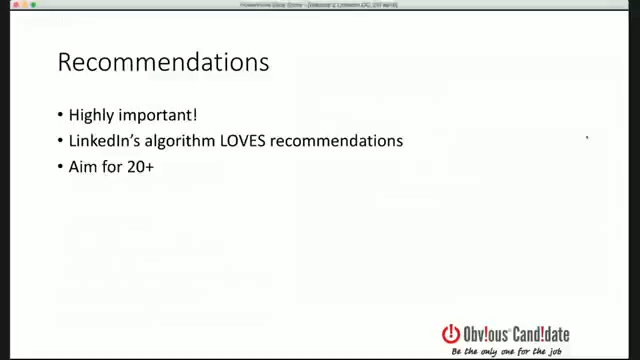 Recommendations
• Highly important!
• LinkedIn's algorithm LOVES recommendations
• Aim for 20+
Obv!ous® Cand!date
Be the only one for the job